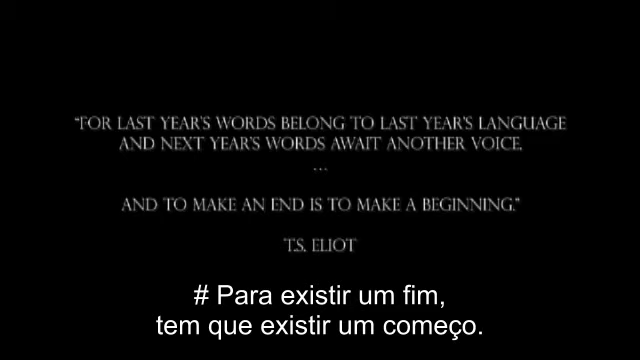 "FOR LAST YEAR'S WORDS BELONG TO LAST YEAR'S LANGUAGE
AND NEXT YEAR'S WORDS AWAIT ANOTHER VOICE.
...
AND TO MAKE AN END IS TO MAKE A BEGINNING."
T.S. ELIOT
# Para existir um fim,
tem que existir um começo.